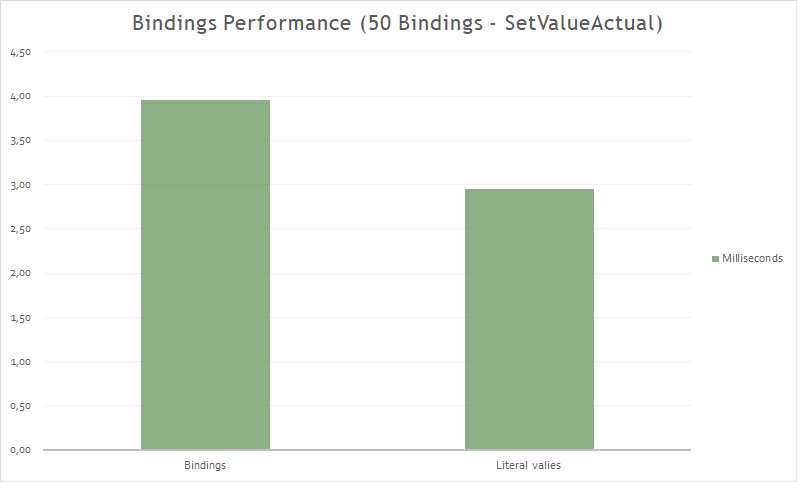 Bindings Performance (50 Bindings - SetValueActual)
4,50
4,00
3,50
3,00
2,50
2,00
1,50
1,00
0,50
0,00
Bindings
Literal valies
Milliseconds